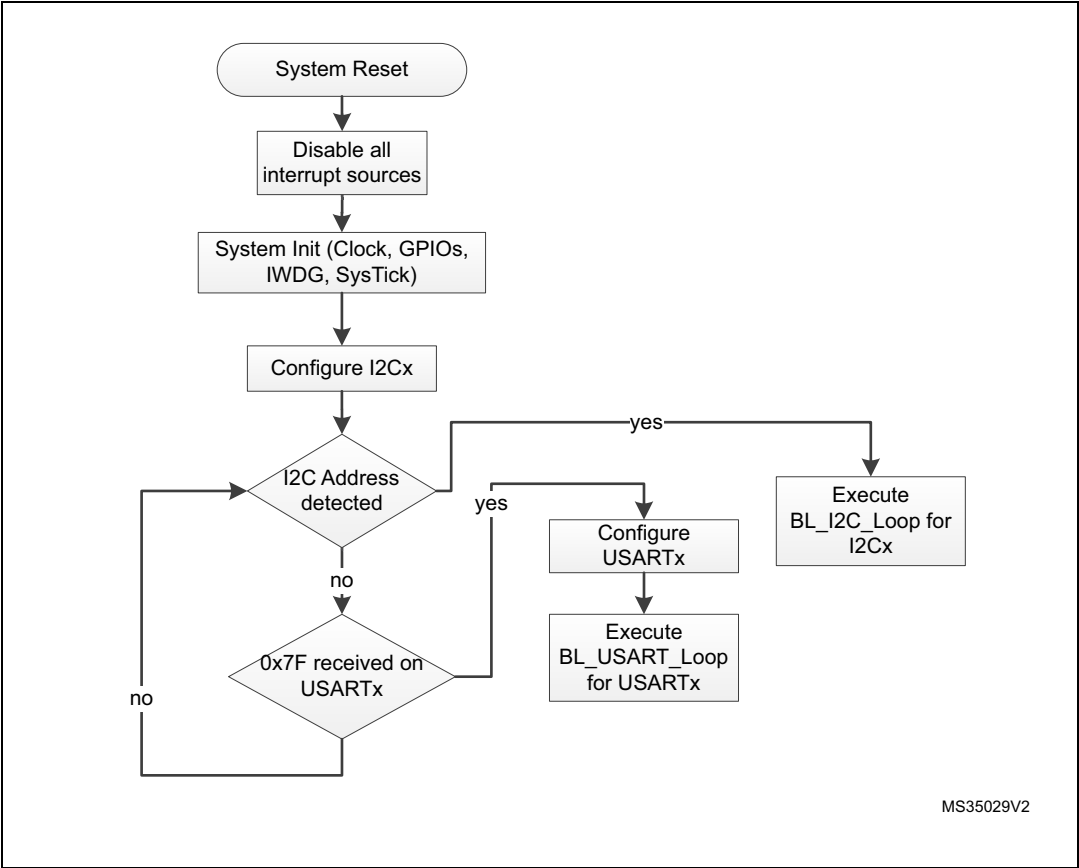 System Reset
Disable all
interrupt sources
System Init (Clock, GPIOs,
IWDG, SysTick)
Configure I2Cx
yes
I2C Address
detected
yes
Execute
BL_I2C_Loop for
I2Cx
Configure
USARTx
no
Execute
BL_USART_Loop
for USARTx
0x7F received on
USARTx
no
MS35029V2